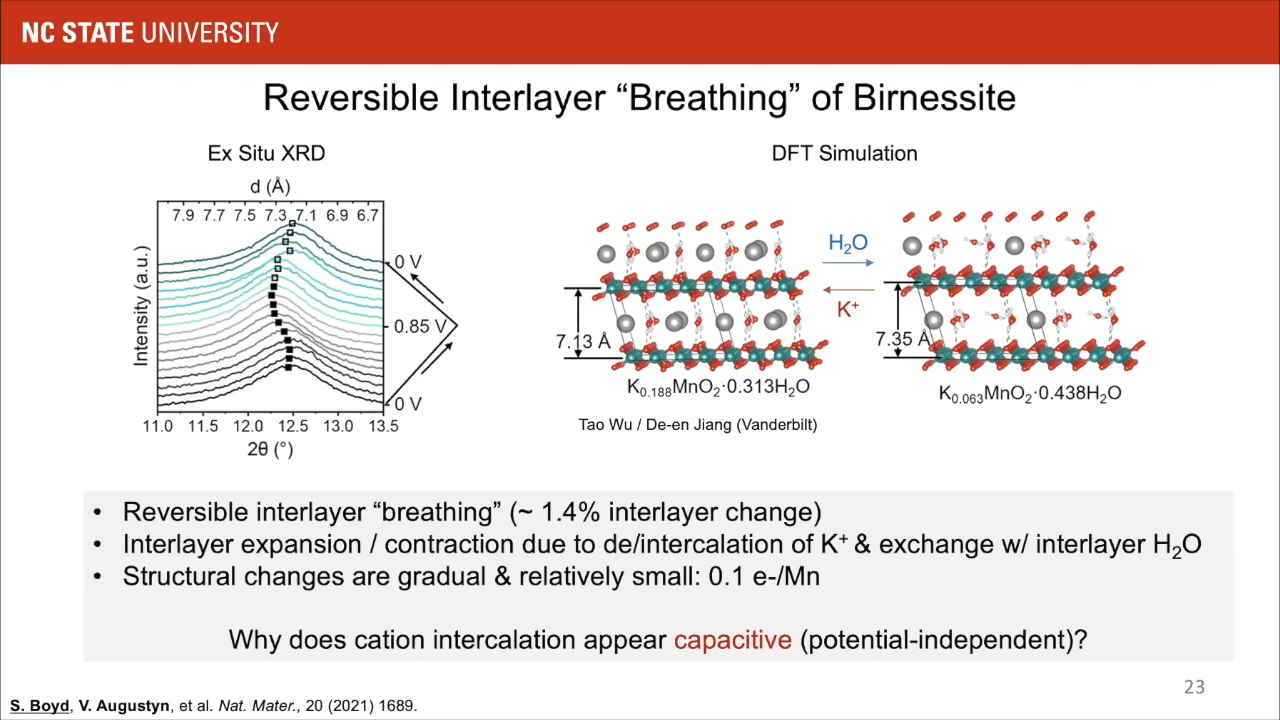 NC STATE UNIVERSITY
Reversible Interlayer “Breathing” of Birnessite
Ex Situ XRD
d (Å)
7.9 7.7 7.5 7.3 7.1 6.9 6.7
Intensity (a.u.)
0 V
0.85 V
0 V
11.0 11.5 12.0 12.5 13.0 13.5
2θ (°)
DFT Simulation
H₂O
K⁺
7.13 Å
7.35 Å
K₀.₁₈₈MnO₂·0.313H₂O
K₀.₀₆₃MnO₂·0.438H₂O
Tao Wu / De-en Jiang (Vanderbilt)
• Reversible interlayer “breathing” (~ 1.4% interlayer change)
• Interlayer expansion / contraction due to de/intercalation of K⁺ & exchange w/ interlayer H₂O
• Structural changes are gradual & relatively small: 0.1 e-/Mn
Why does cation intercalation appear capacitive (potential-independent)?
23
S. Boyd, V. Augustyn, et al. Nat. Mater., 20 (2021) 1689.